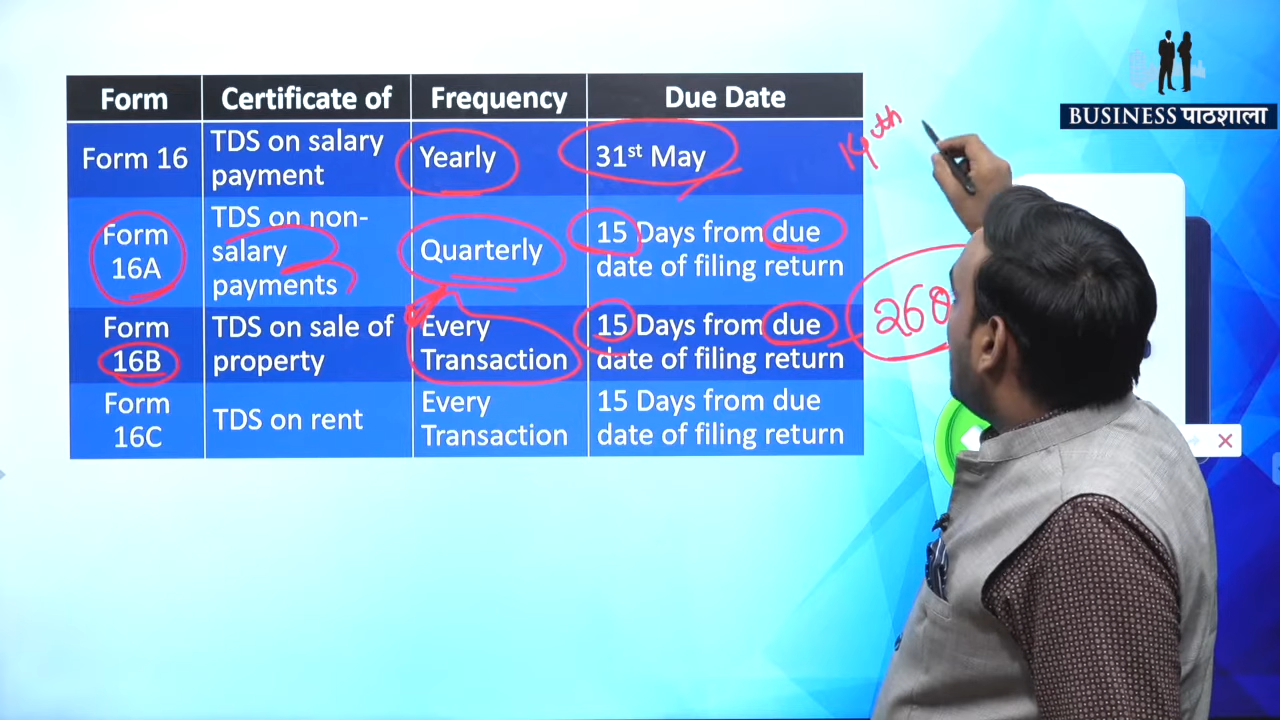 BUSINESS पाठशाला
Form Certificate of Frequency Due Date
Form 16 TDS on salary payment Yearly 31st May
Form 16A TDS on non-salary payments Quarterly 15 Days from due date of filing return
Form 16B TDS on sale of property Every Transaction 15 Days from due date of filing return
Form 16C TDS on rent Every Transaction 15 Days from due date of filing return